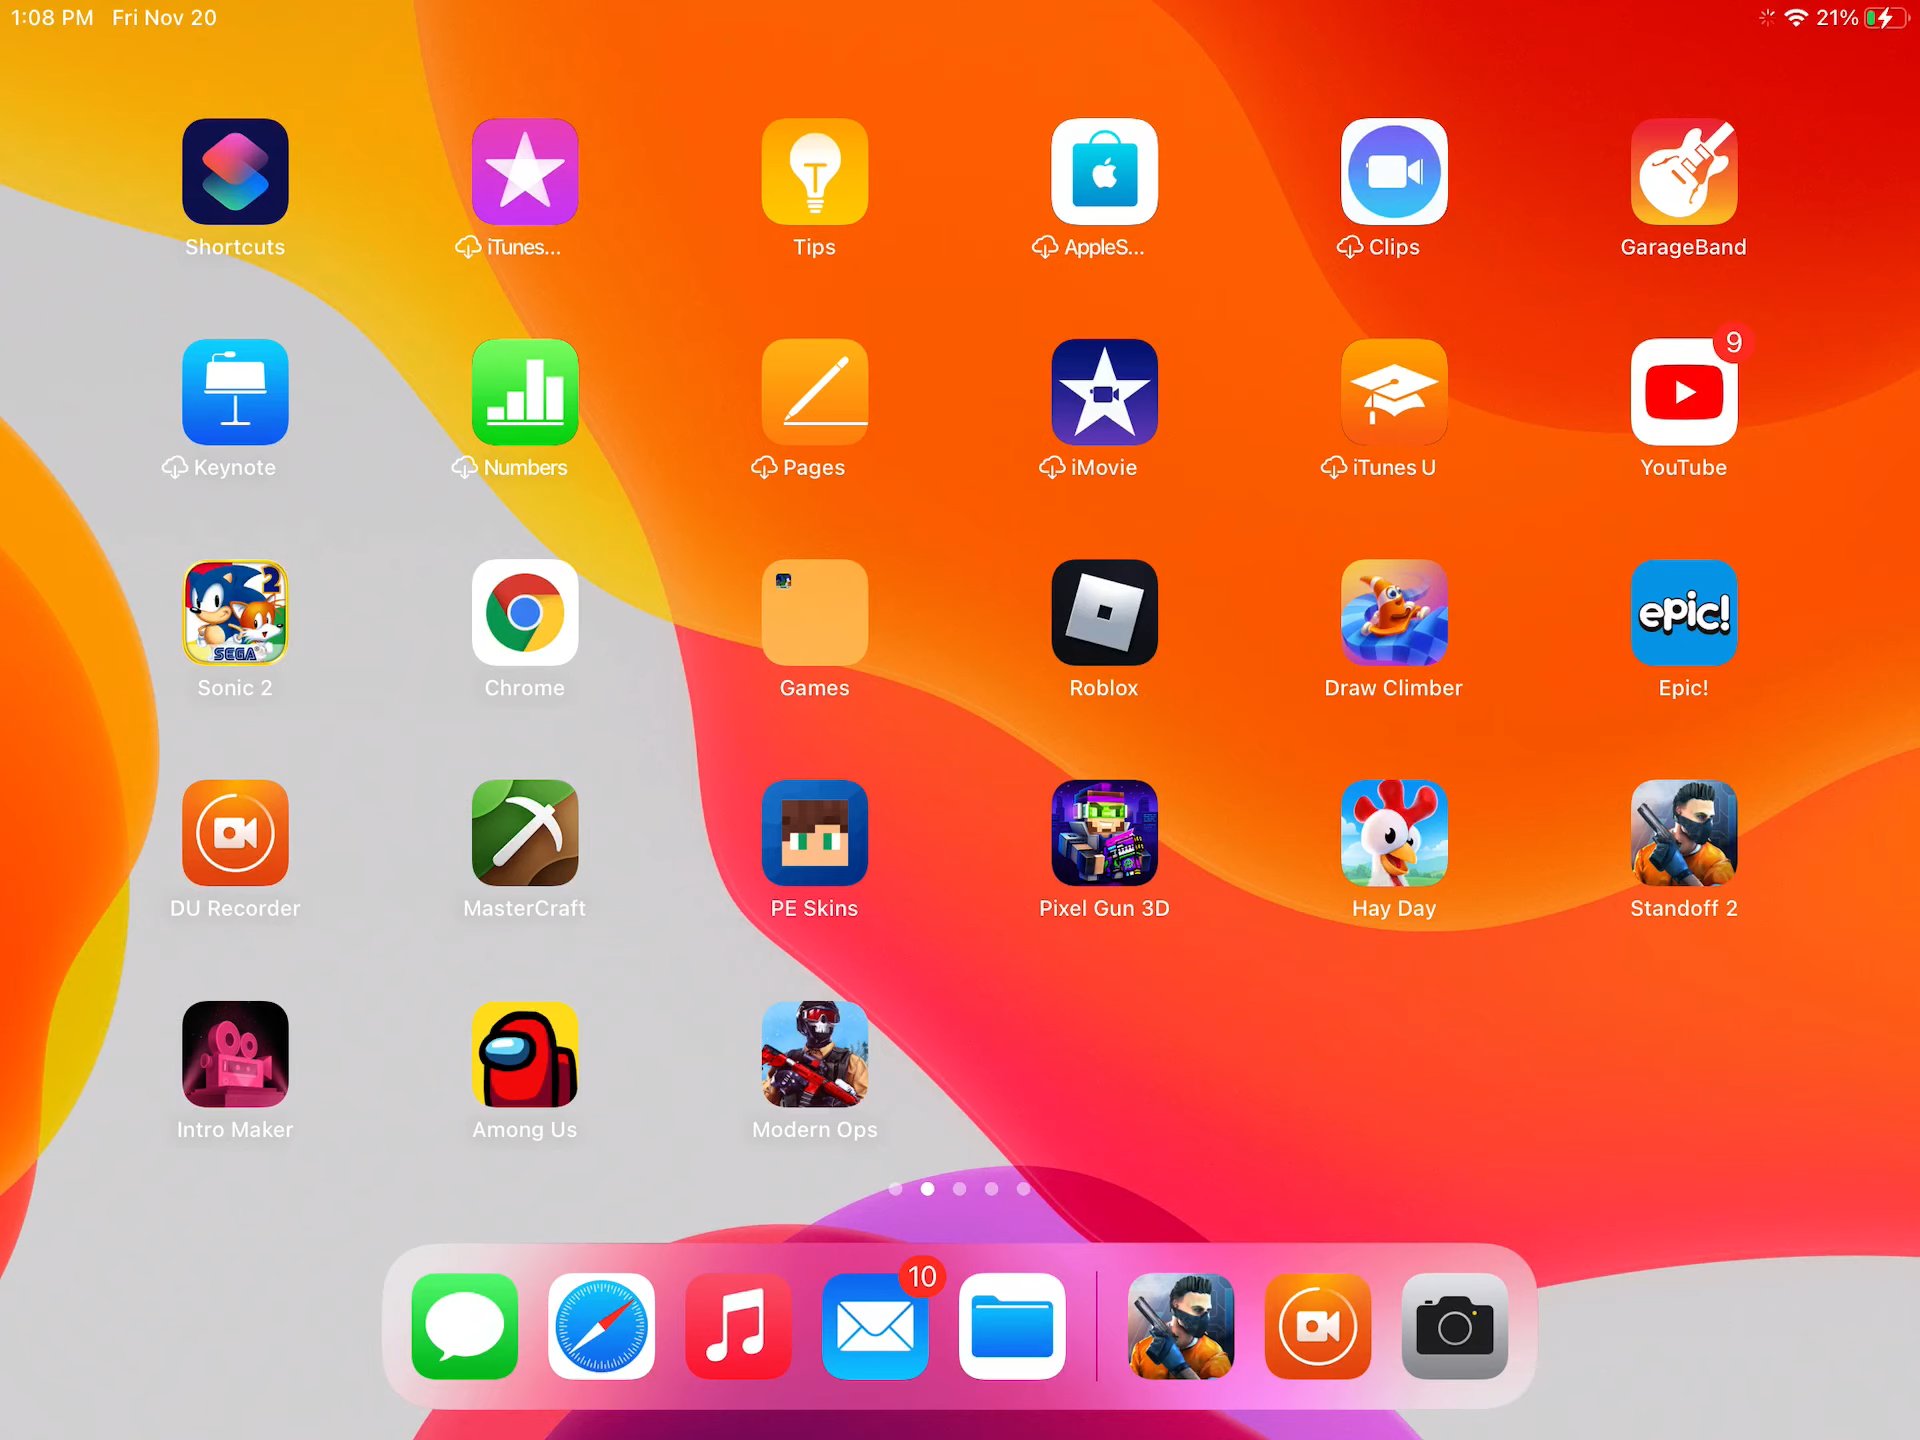 1:08 PM Fri Nov 20
21%
Shortcuts
iTunes...
Tips
AppleS...
Clips
GarageBand
9
Keynote
Numbers
Pages
iMovie
iTunes U
YouTube
2
SEGA
epic!
Sonic 2
Chrome
Games
Roblox
Draw Climber
Epic!
DU Recorder
MasterCraft
PE Skins
Pixel Gun 3D
Hay Day
Standoff 2
Intro Maker
Among Us
Modern Ops
10